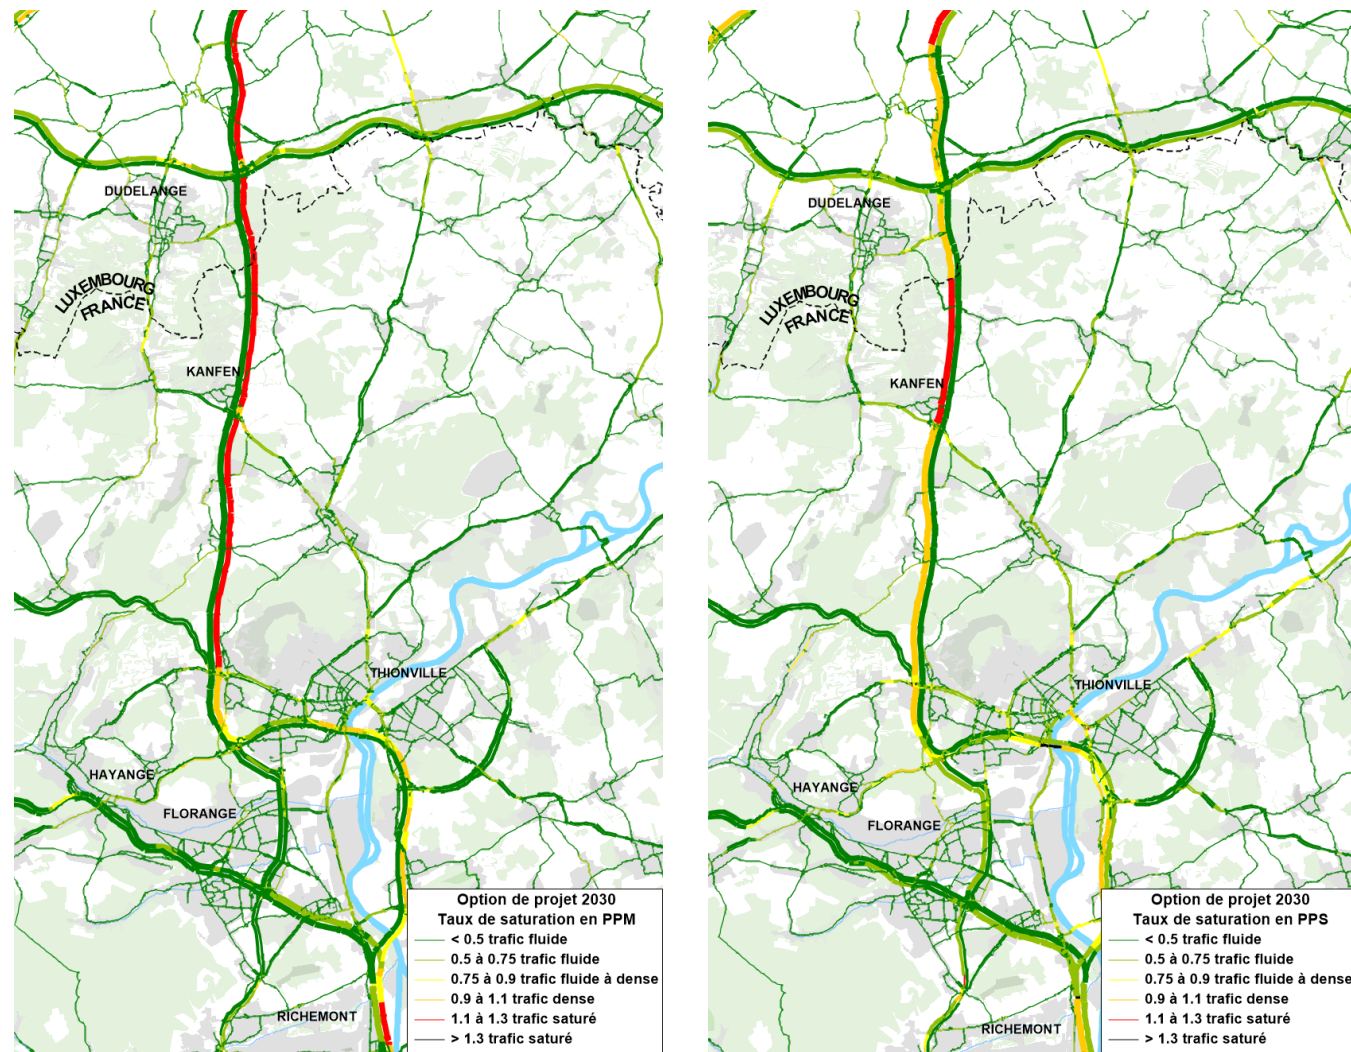 DUDELANGE
LUXEMBOURG
FRANCE
KANFEN
THIONVILLE
HAYANGE
FLORANGE
RICHEMONT
Option de projet 2030
Taux de saturation en PPM
< 0.5 trafic fluide
0.5 à 0.75 trafic fluide
0.75 à 0.9 trafic fluide à dense
0.9 à 1.1 trafic dense
1.1 à 1.3 trafic saturé
> 1.3 trafic saturé
DUDELANGE
LUXEMBOURG
FRANCE
KANFEN
THIONVILLE
HAYANGE
FLORANGE
RICHEMONT
Option de projet 2030
Taux de saturation en PPS
< 0.5 trafic fluide
0.5 à 0.75 trafic fluide
0.75 à 0.9 trafic fluide à dense
0.9 à 1.1 trafic dense
1.1 à 1.3 trafic saturé
> 1.3 trafic saturé